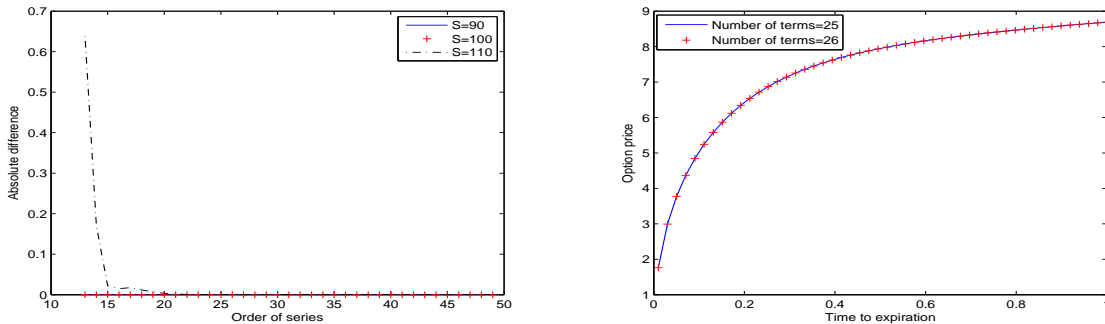 0.7
0.6
0.5
0.4
0.3
0.2
0.1
0
Absolute difference
10 15 20 25 30 35 40 45 50
Order of series
S=90
S=100
S=110
9
8
7
6
5
4
3
2
1
Option price
0 0.2 0.4 0.6 0.8 1
Time to expiration
Number of terms=25
Number of terms=26